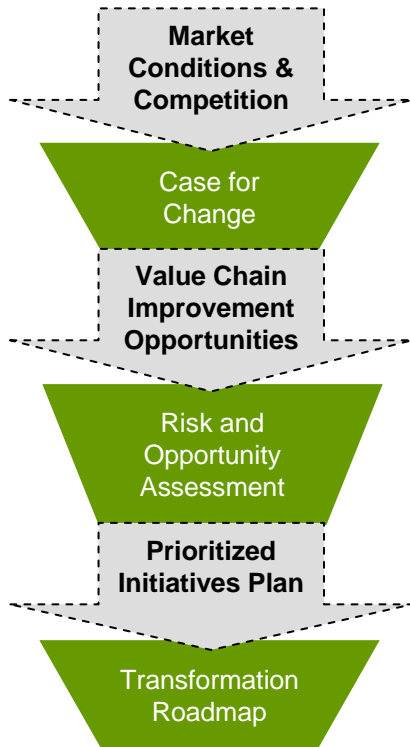 Market
Conditions &
Competition
Case for
Change
Value Chain
Improvement
Opportunities
Risk and
Opportunity
Assessment
Prioritized
Initiatives Plan
Transformation
Roadmap